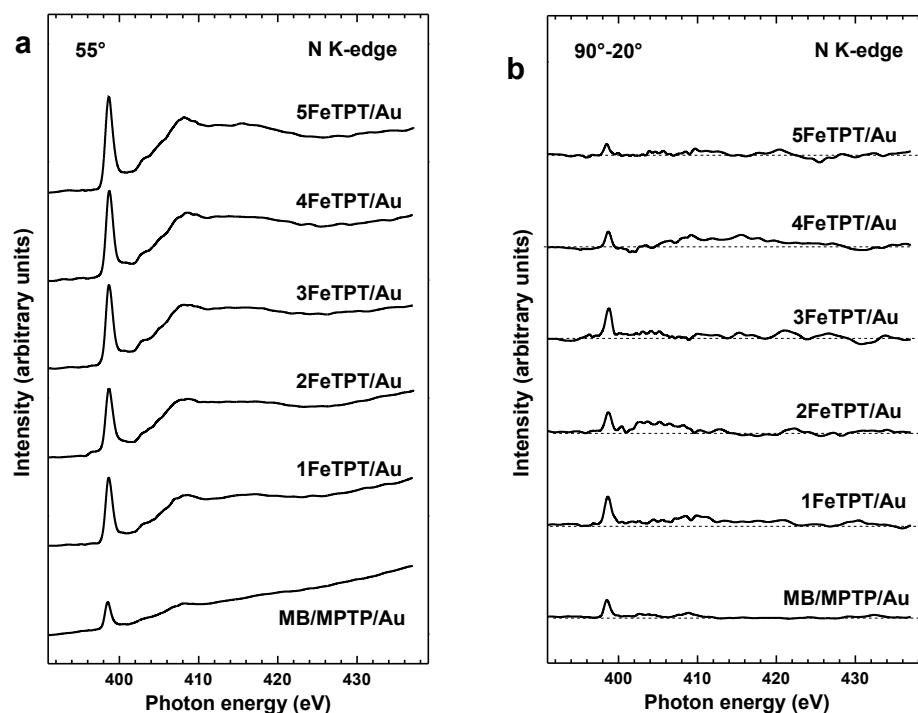 a
55°
N K-edge
5FeTPT/Au
4FeTPT/Au
3FeTPT/Au
2FeTPT/Au
1FeTPT/Au
MB/MPTP/Au
Intensity (arbitrary units)
400 410 420 430
Photon energy (eV)
b
90°-20°
N K-edge
5FeTPT/Au
4FeTPT/Au
3FeTPT/Au
2FeTPT/Au
1FeTPT/Au
MB/MPTP/Au
Intensity (arbitrary units)
400 410 420 430
Photon energy (eV)